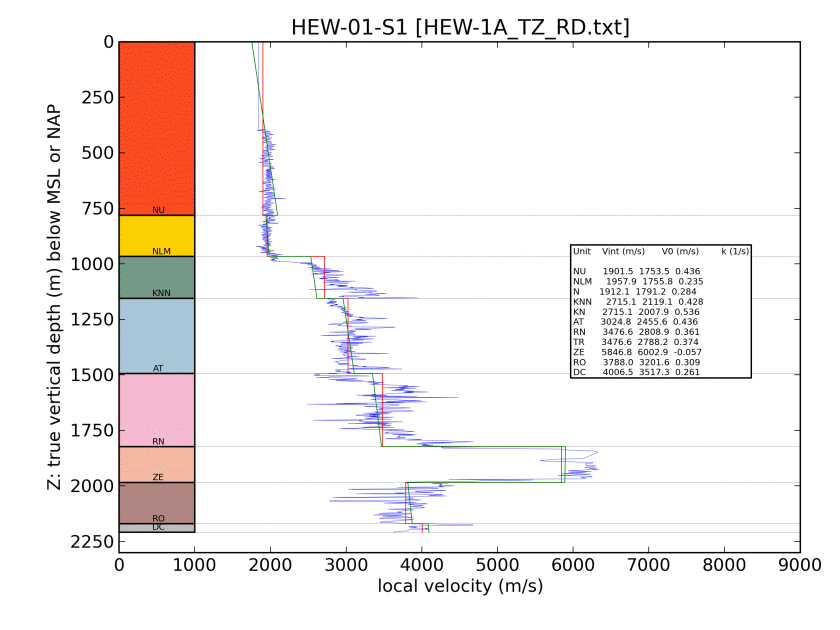 HEW-01-S1 [HEW-1A_TZ_RD.txt]
Z: true vertical depth (m) below MSL or NAP
0
250
500
750
1000
1250
1500
1750
2000
2250
NU
NLM
KNN
AT
RN
ZE
RO
DC
Unit Vint (m/s) V0 (m/s) k (1/s)
NU 1901.5 1753.5 0.436
NLM 1957.9 1755.8 0.235
N 1912.1 1791.2 0.284
KNN 2715.1 2119.1 0.428
KN 2715.1 2007.9 0.536
AT 3024.8 2455.6 0.436
RN 3476.6 2808.9 0.361
TR 3476.6 2788.2 0.374
ZE 5846.8 6002.9 -0.057
RO 3788.0 3201.6 0.309
DC 4006.5 3517.3 0.261
0 1000 2000 3000 4000 5000 6000 7000 8000 9000
local velocity (m/s)